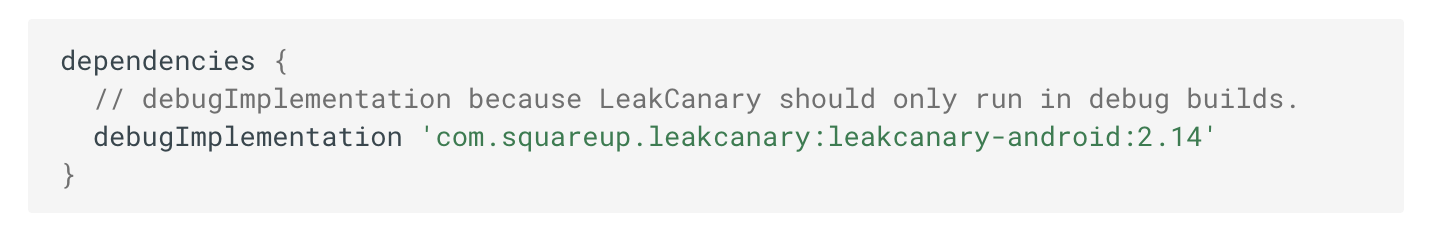 dependencies {
  // debugImplementation because LeakCanary should only run in debug builds.
  debugImplementation 'com.squareup.leakcanary:leakcanary-android:2.14'
}